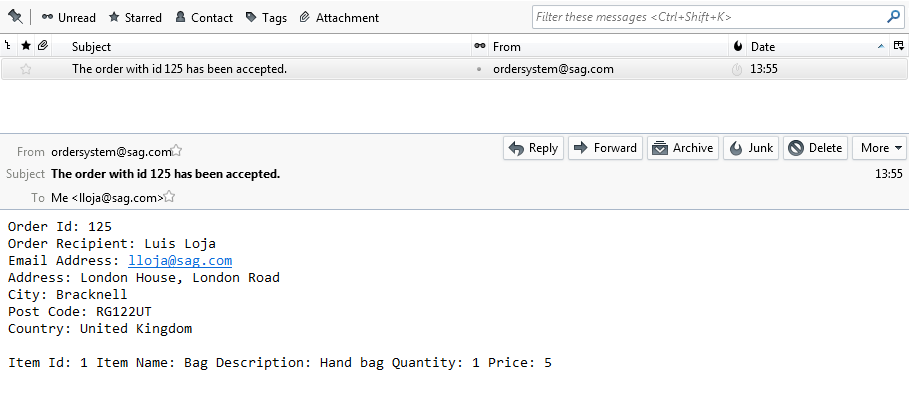 Unread Starred Contact Tags Attachment Filter these messages <Ctrl+Shift+K>
Subject From Date
The order with id 125 has been accepted. ordersystem@sag.com 13:55
From ordersystem@sag.com Reply Forward Archive Junk Delete More
Subject The order with id 125 has been accepted. 13:55
To Me <lloja@sag.com>
Order Id: 125
Order Recipient: Luis Loja
Email Address: lloja@sag.com
Address: London House, London Road
City: Bracknell
Post Code: RG122UT
Country: United Kingdom
Item Id: 1 Item Name: Bag Description: Hand bag Quantity: 1 Price: 5